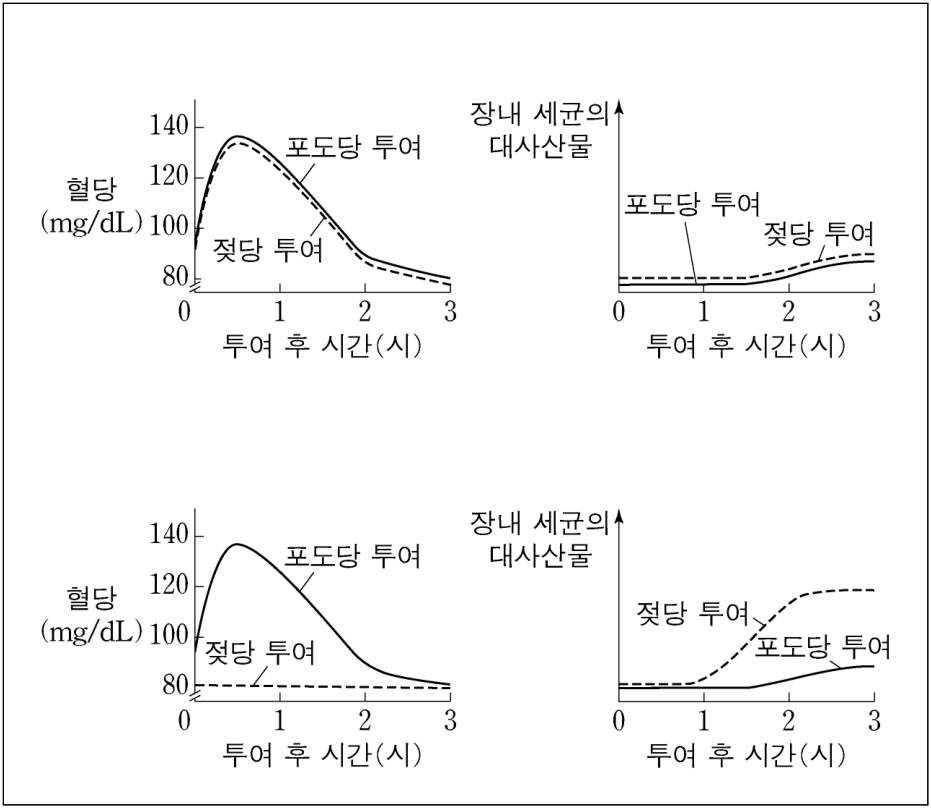 140
120
100
80
혈당
(mg/dL)
포도당 투여
젖당 투여
0 1 2 3
투여 후 시간(시)
장내 세균의
대사산물
포도당 투여
젖당 투여
0 1 2 3
투여 후 시간(시)
140
120
100
80
혈당
(mg/dL)
포도당 투여
젖당 투여
0 1 2 3
투여 후 시간(시)
장내 세균의
대사산물
젖당 투여
포도당 투여
0 1 2 3
투여 후 시간(시)